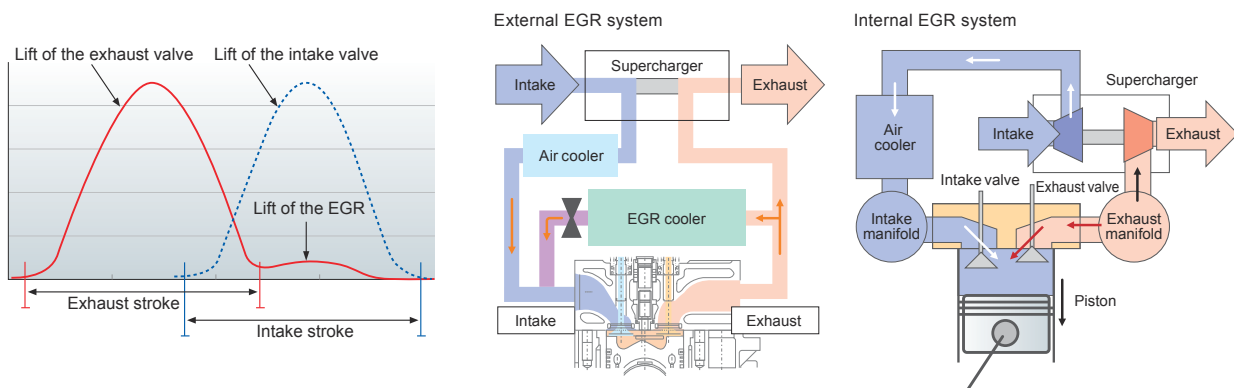 Lift of the exhaust valve
Lift of the intake valve
Lift of the EGR
Exhaust stroke
Intake stroke
External EGR system
Supercharger
Intake
Exhaust
Air cooler
EGR cooler
Intake
Exhaust
Internal EGR system
Supercharger
Air
cooler
Intake
Exhaust
Intake valve
Exhaust valve
Intake
manifold
Exhaust
manifold
Piston